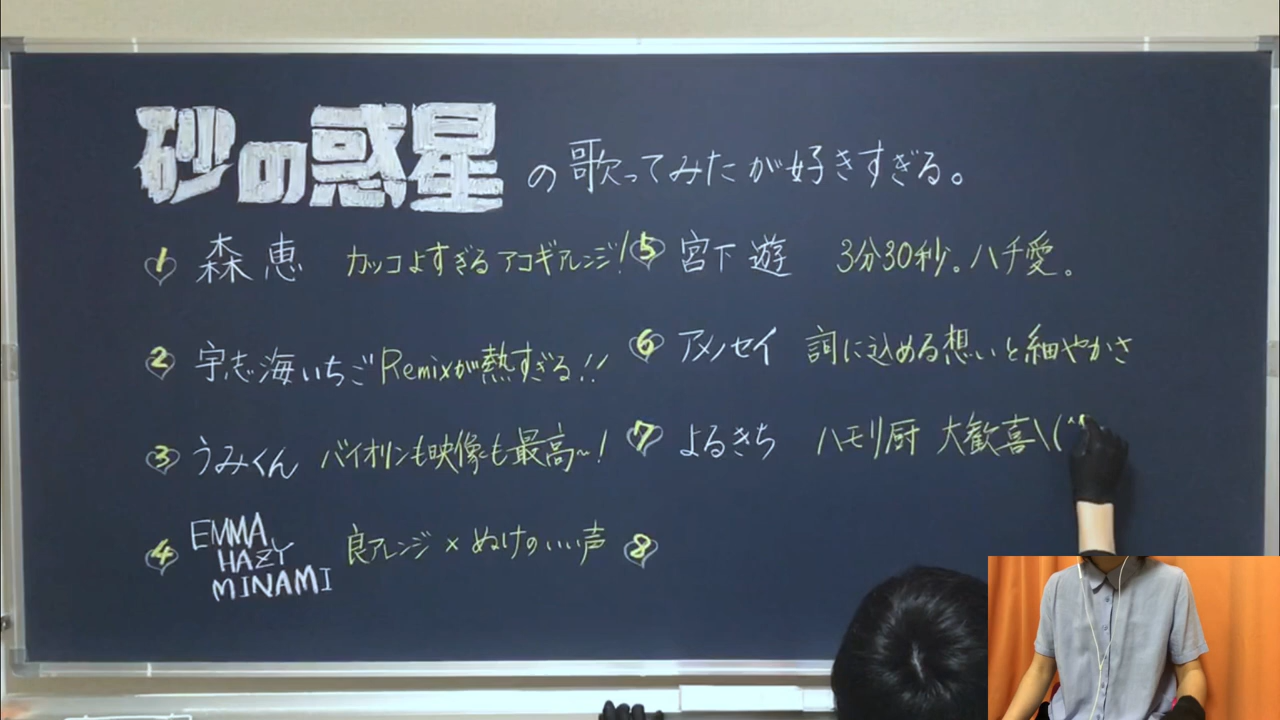 砂の惑星の歌ってみたが好きすぎる。
1 森 恵 カッコよすぎるアコギアレンジ!
2 宇志海いちご Remixが熱すぎる!!
3 うみくん バイオリンも映像も最高~!
4 EMMA HAZY MINAMI 良アレンジ×ぬけのいい声
5 宮下 遊 3分30秒。ハチ愛。
6 アメノセイ 詞に込める想いと細やかさ
7 よるきち ハモリ厨 大歓喜\(^
8